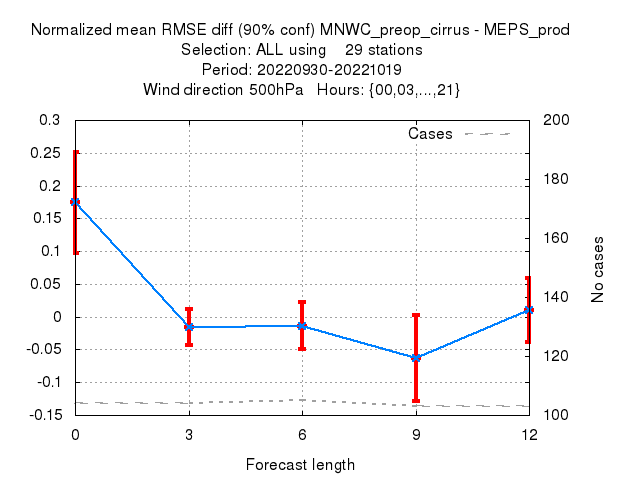 Normalized mean RMSE diff (90% conf) MNWC_preop_cirrus - MEPS_prod
Selection: ALL using 29 stations
Period: 20220930-20221019
Wind direction 500hPa Hours: {00,03,...,21}
Cases
0.3
0.25
0.2
0.15
0.1
0.05
0
-0.05
-0.1
-0.15
200
180
160
140
120
100
No cases
0 3 6 9 12
Forecast length